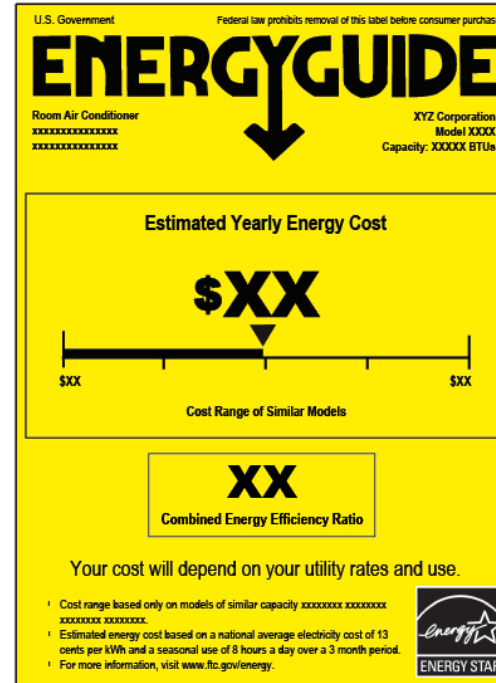 U.S. Government
Federal law prohibits removal of this label before consumer purchas
ENERGYGUIDE
Room Air Conditioner
xxxxxxxxxxxxxxx
xxxxxxxxxxxxxxx
XYZ Corporation
Model XXXX
Capacity: XXXXX BTUs
Estimated Yearly Energy Cost
$XX
$XX
$XX
Cost Range of Similar Models
XX
Combined Energy Efficiency Ratio
Your cost will depend on your utility rates and use.
Cost range based only on models of similar capacity xxxxxxxx xxxxxxxx
xxxxxxxx xxxxxxxx.
Estimated energy cost based on a national average electricity cost of 13
cents per kWh and a seasonal use of 8 hours a day over a 3 month period.
For more information, visit www.ftc.gov/energy.
energy
ENERGY STAR